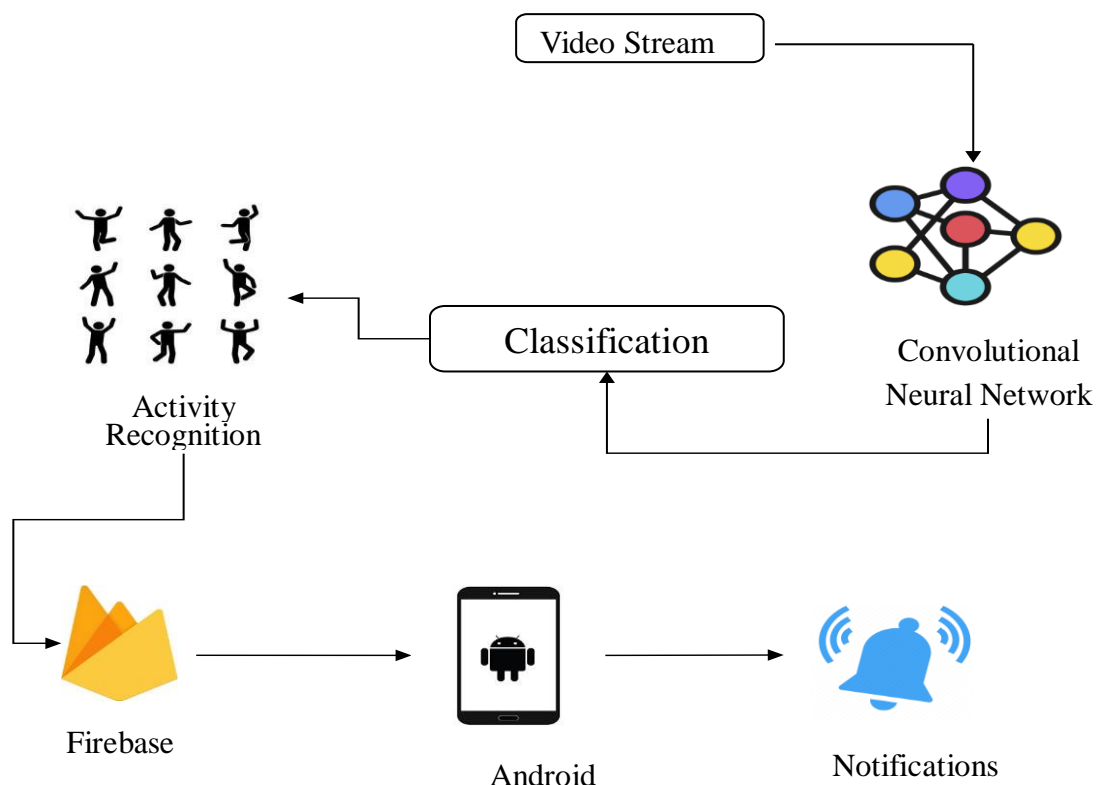 Video Stream
Classification
Convolutional
Neural Network
Activity
Recognition
Firebase
Android
Notifications